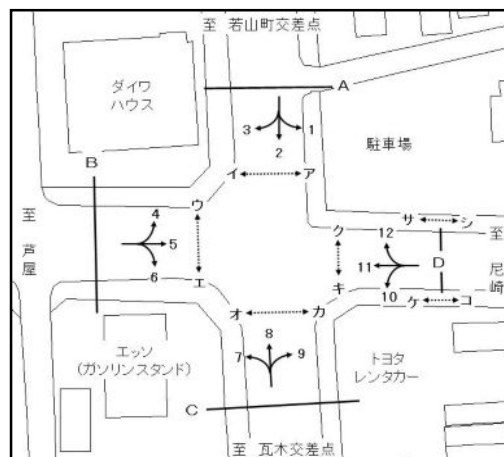 至 若山町交差点
ダイワ
ハウス
A
3
1
2
駐車場
B
イ
ア
ウ
サ
シ
至
芦
屋
4
5
6
ク
12
11
10
D
至
尼
崎
エ
キ
オ
カ
ケ
コ
8
7
9
エッソ
(ガソリンスタンド)
トヨタ
レンタカー
C
至 瓦木交差点